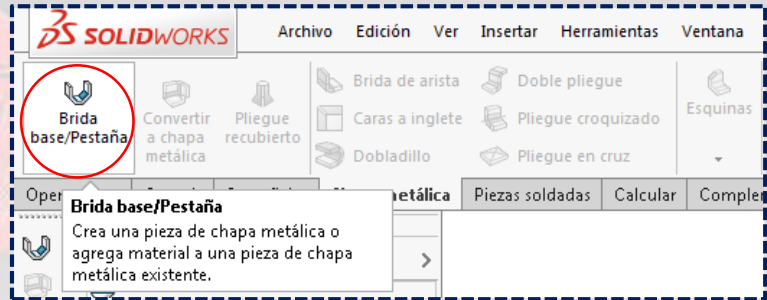 SOLIDWORKS Archivo Edición Ver Insertar Herramientas Ventana
Brida base/Pestaña
Convertir a chapa metálica
Pliegue recubierto
Brida de arista
Caras a inglete
Dobladillo
Doble pliegue
Pliegue croquizado
Pliegue en cruz
Esquinas
Piezas soldadas Calcular
Brida base/Pestaña
Crea una pieza de chapa metálica o
agrega material a una pieza de chapa
metálica existente.